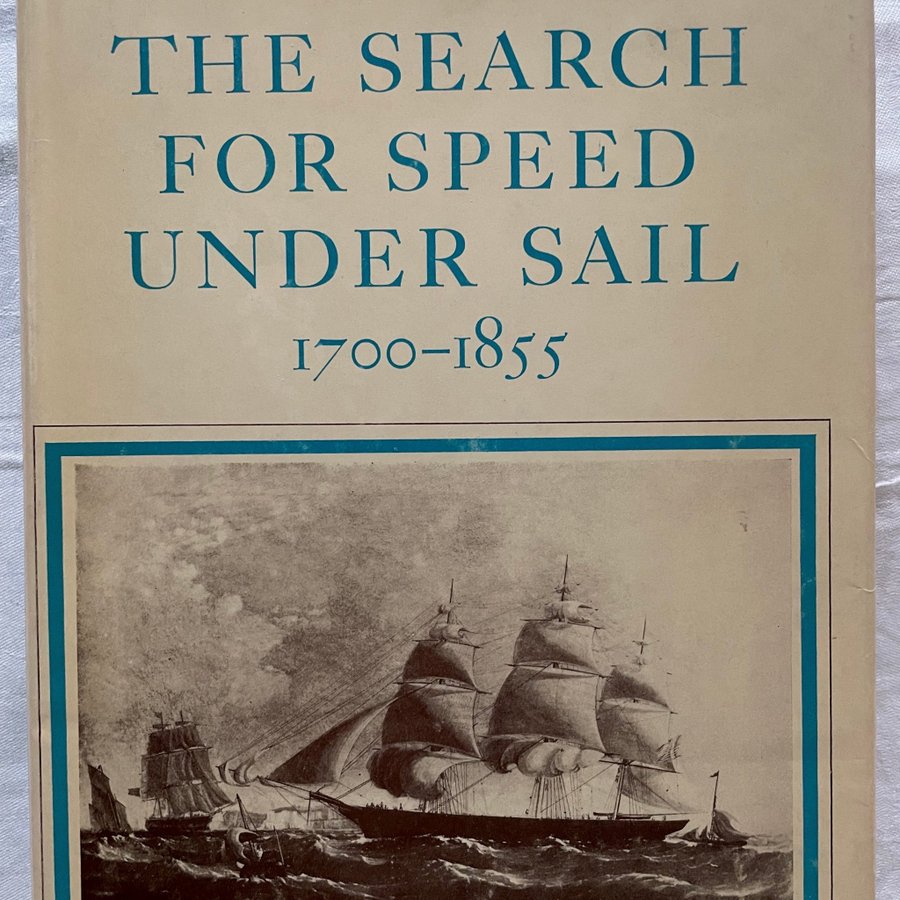 THE SEARCH
FOR SPEED
UNDER SAIL
1700–1855